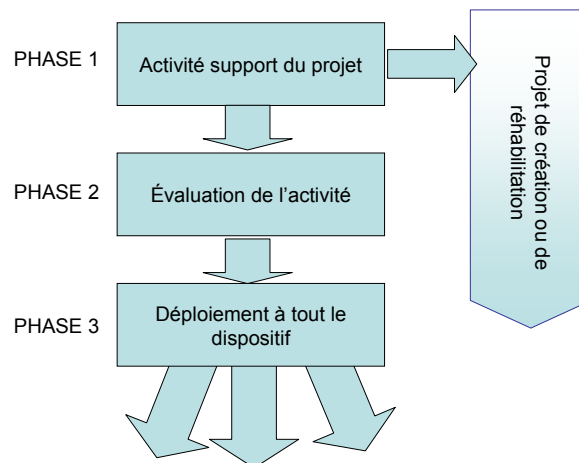 PHASE 1
Activité support du projet
PHASE 2
Évaluation de l’activité
PHASE 3
Déploiement à tout le
dispositif
Projet de création ou de
réhabilitation